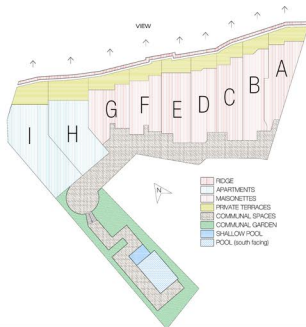 VIEW
I H G F E D C B A
N
RIDGE
APARTMENTS
MAISONETTES
PRIVATE TERRACES
COMMUNAL SPACES
COMMUNAL GARDEN
SHALLOW POOL
POOL (south facing)